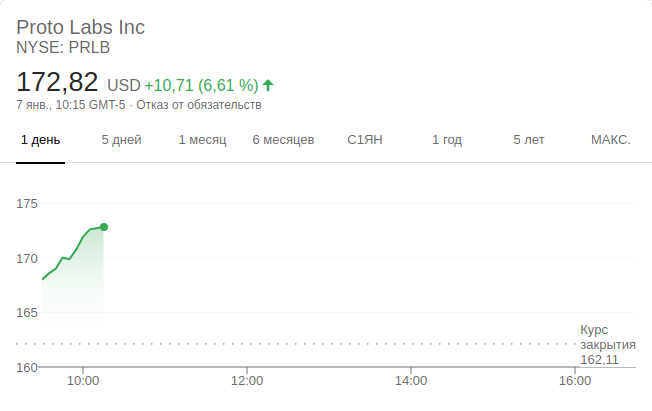 Proto Labs Inc
NYSE: PRLB
172,82 USD +10,71 (6,61 %)
7 янв., 10:15 GMT-5 · Отказ от обязательств
1 день 5 дней 1 месяц 6 месяцев С1ЯН 1 год 5 лет МАКС.
175
170
165
Курс
закрытия
162,11
160
10:00 12:00 14:00 16:00